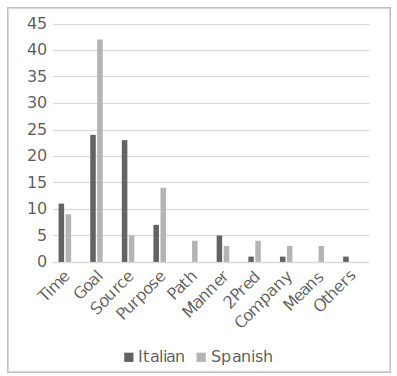 45
40
35
30
25
20
15
10
5
0
Time
Goal
Source
Purpose
Path
Manner
2Pred
Company
Means
Others
Italian Spanish